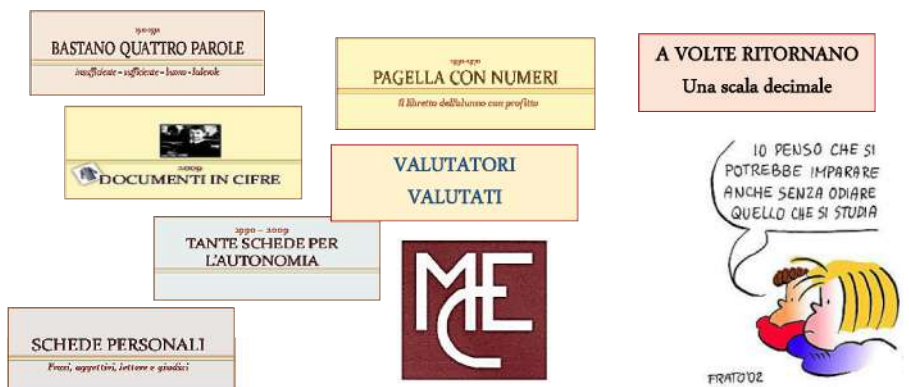 BASTANO QUATTRO PAROLE
insufficiente – sufficiente – buono – lodevole
2009
DOCUMENTI IN CIFRE
1990 – 2009
TANTE SCHEDE PER
L'AUTONOMIA
SCHEDE PERSONALI
Frasi, aggettivi, lettere e giudizi
PAGELLA CON NUMERI
Il libretto dell'alunno con profitto
VALUTATORI
VALUTATI
MCE
A VOLTE RITORNANO
Una scala decimale
IO PENSO CHE SI
POTREBBE IMPARARE
ANCHE SENZA ODIARE
QUELLO CHE SI STUDIA
FRATO'02